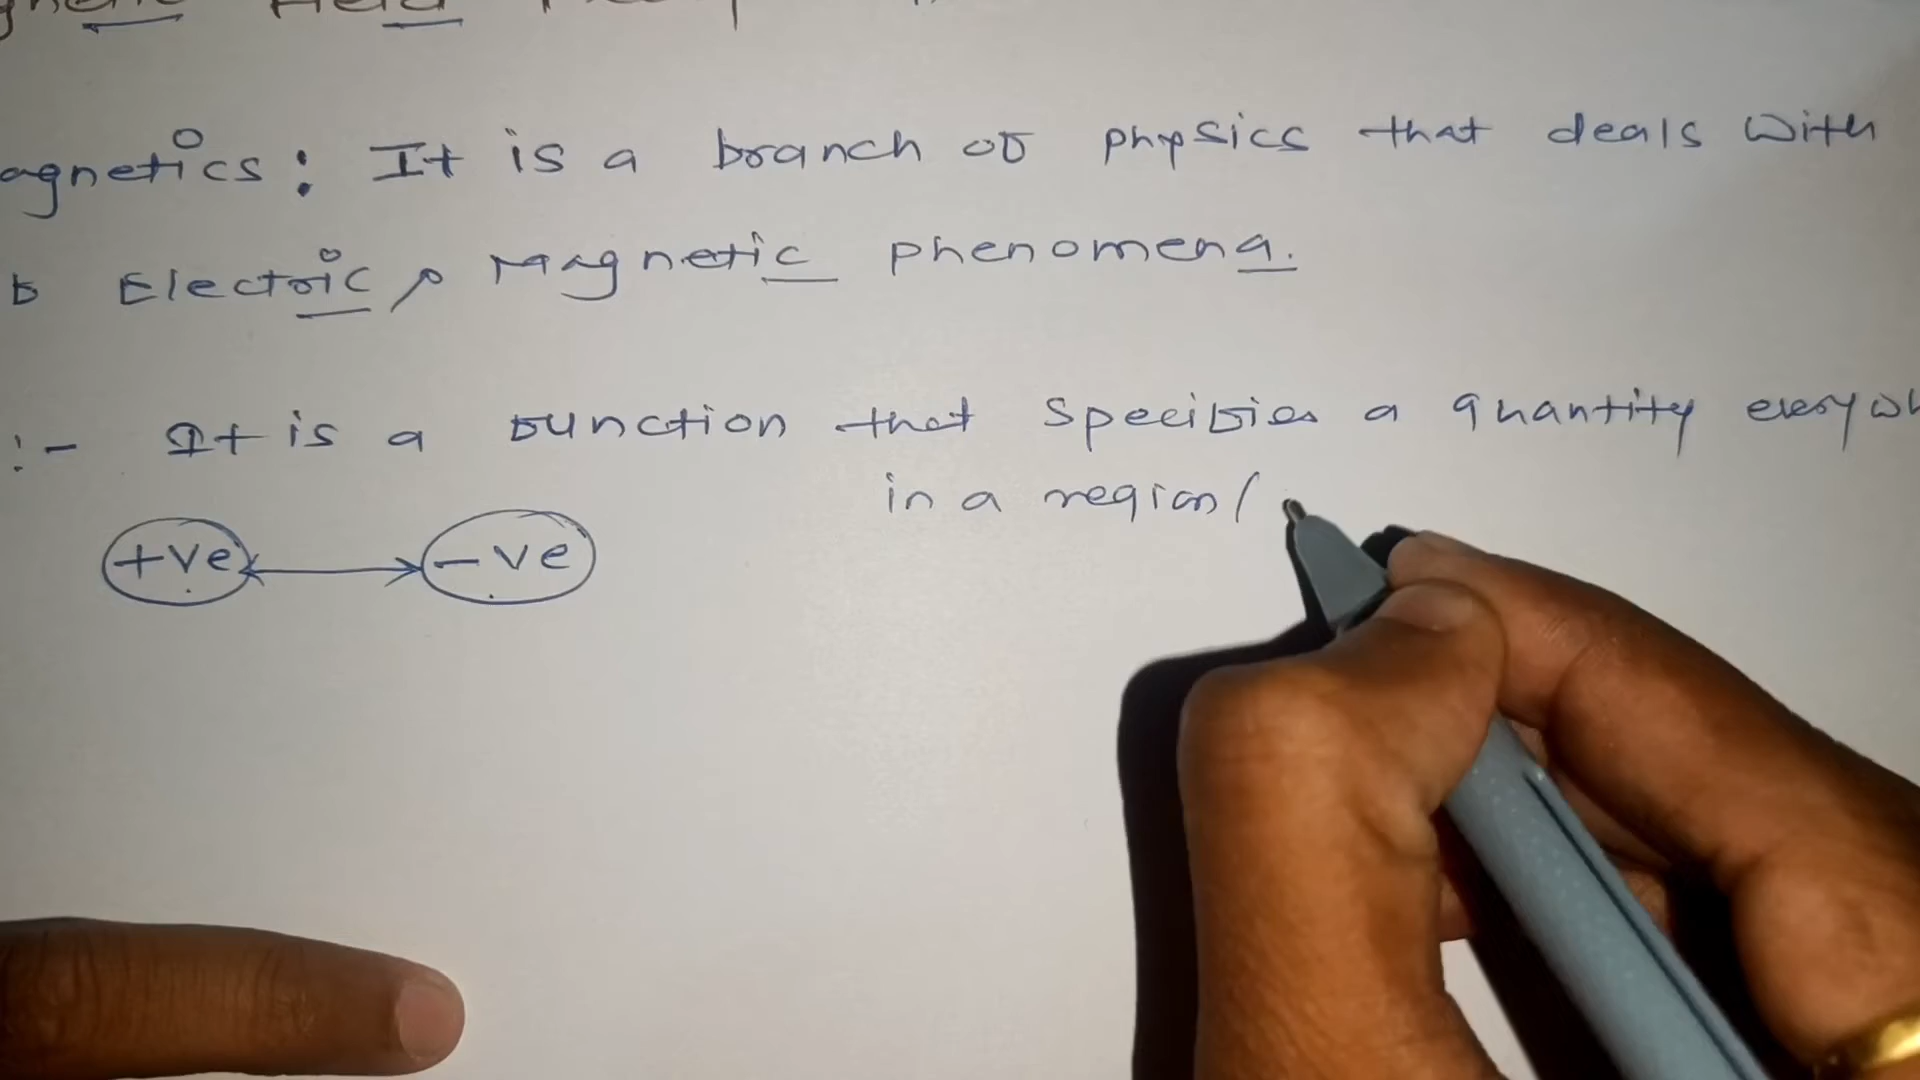 agnetics: It is a branch of physics that deals with
Electric, Magnetic phenomena.
:- It is a function that specifies a quantity everywh
in a region/
+ve -ve